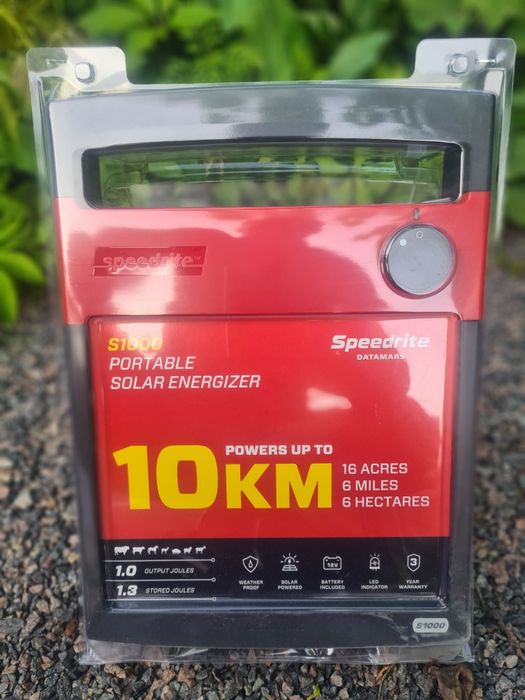 speedrite™
S1000
PORTABLE
SOLAR ENERGIZER
Speedrite
DATAMARS
POWERS UP TO
10KM
16 ACRES
6 MILES
6 HECTARES
1.0 OUTPUT JOULES
1.3 STORED JOULES
WEATHER
PROOF
SOLAR
POWERED
12V
BATTERY
INCLUDED
LED
INDICATOR
3
YEAR
WARRANTY
S1000